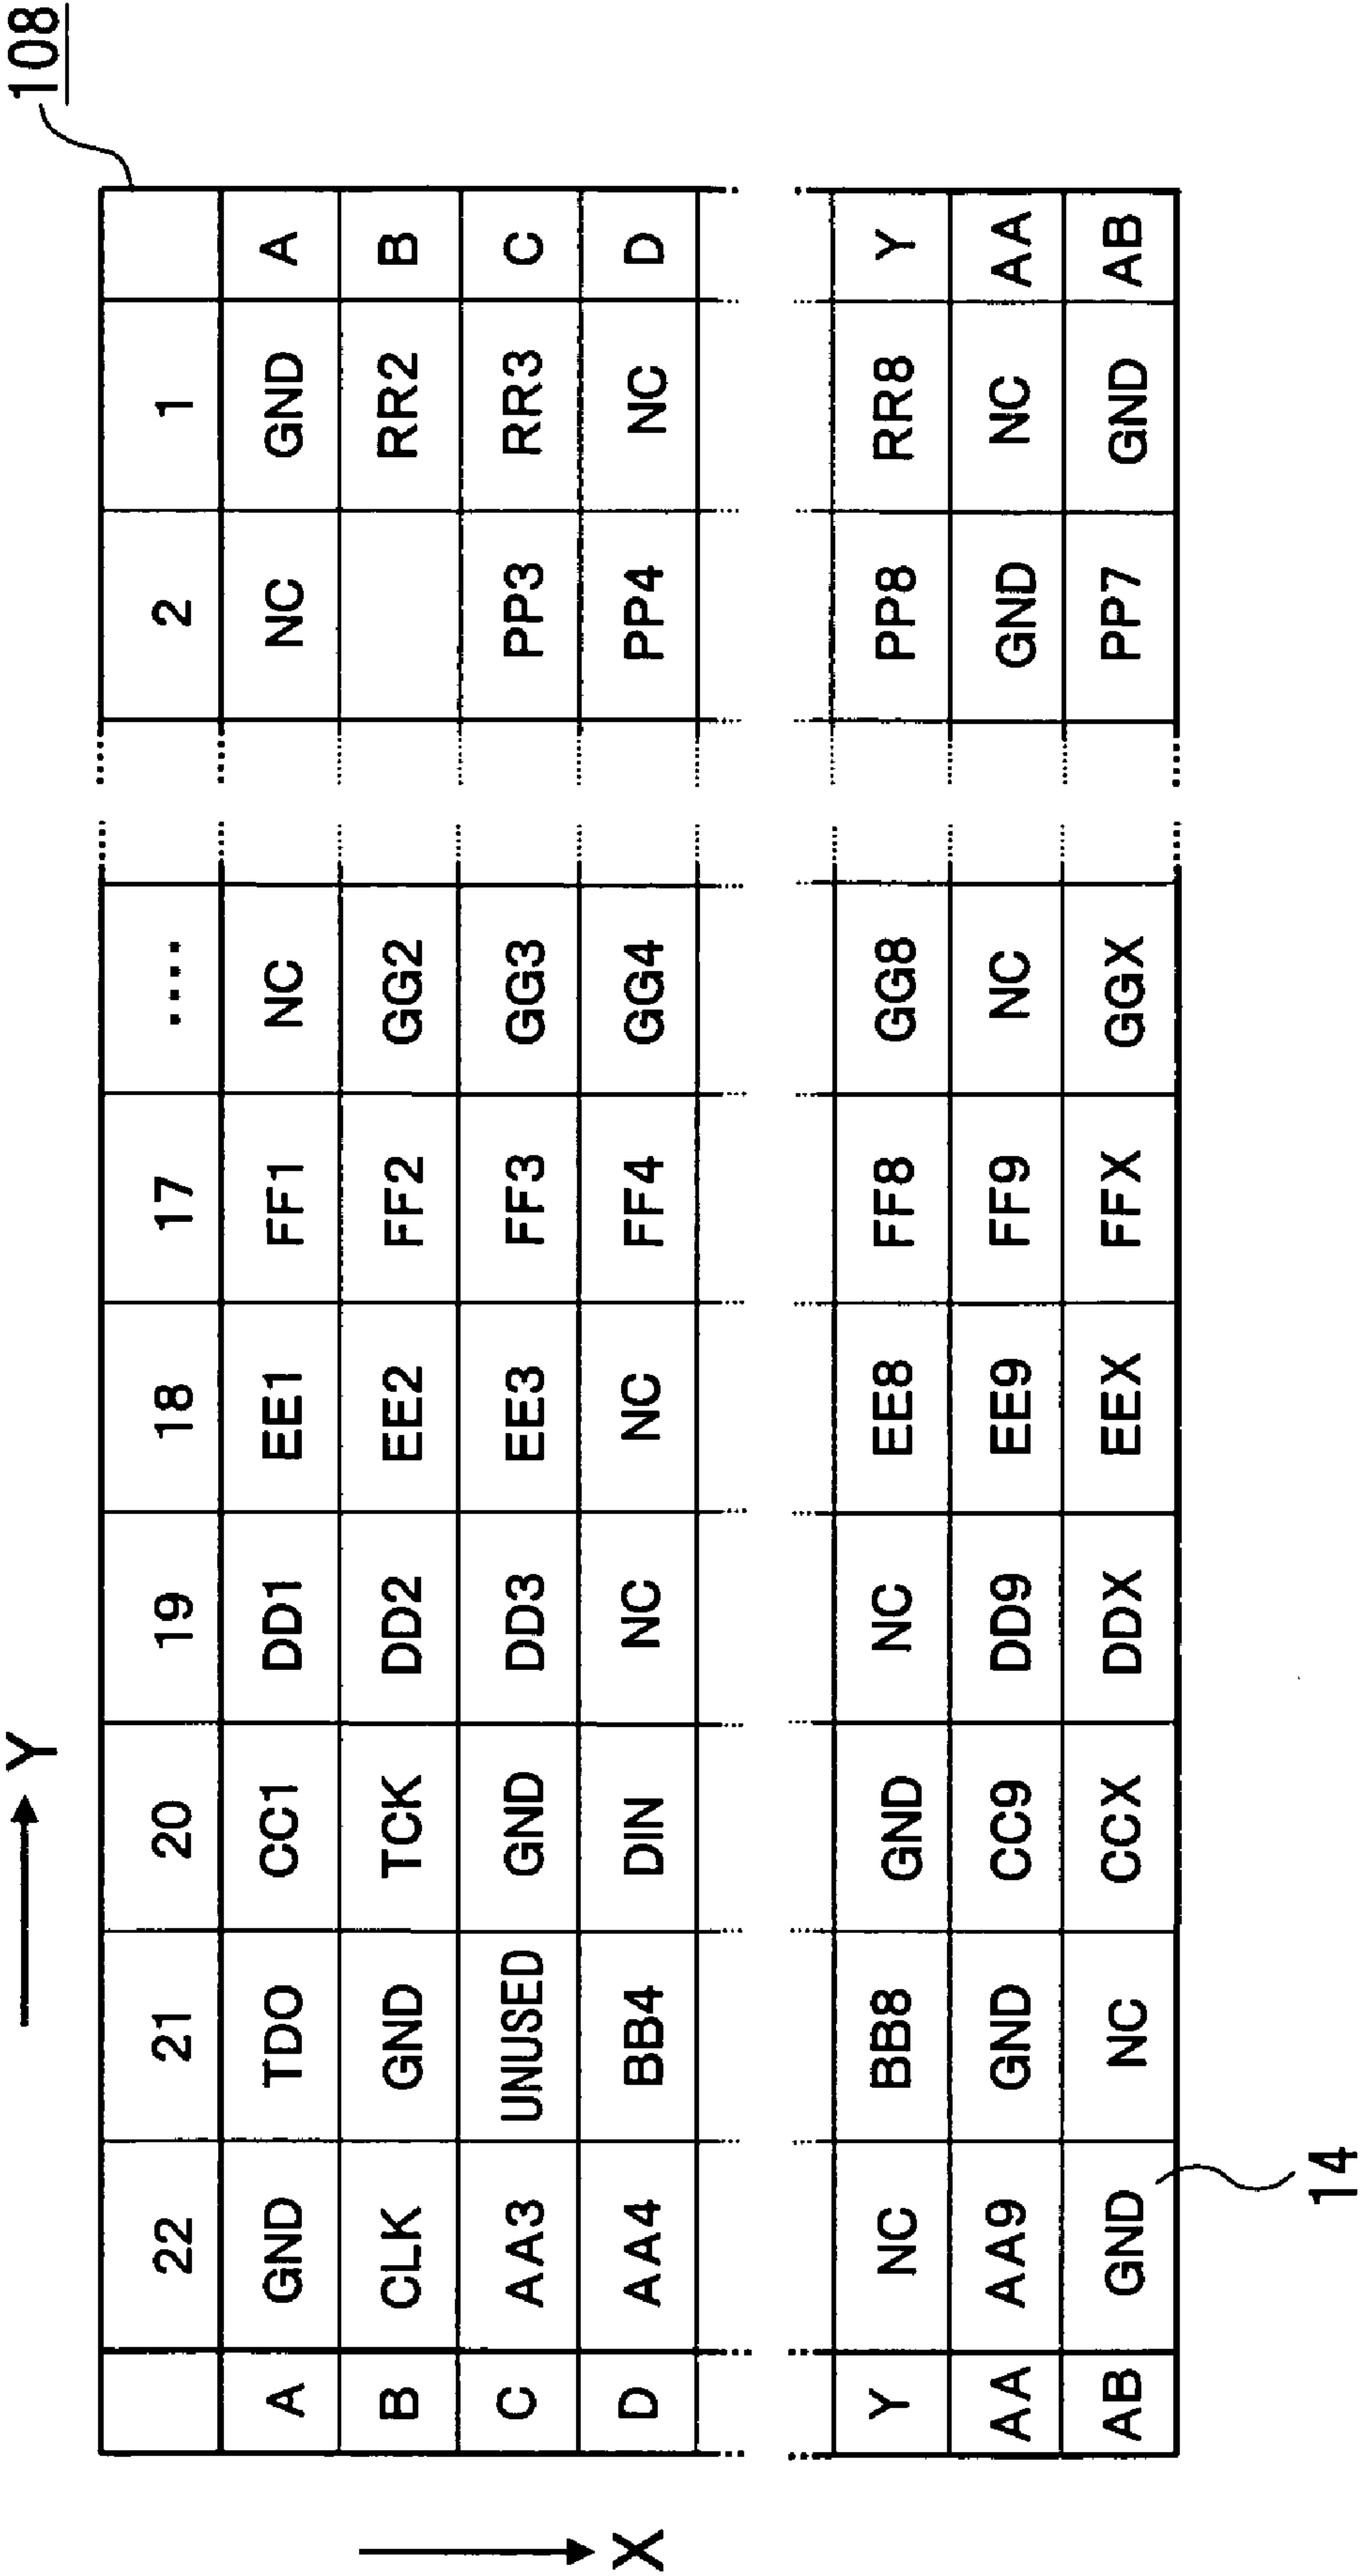 108
Y
X
22 21 20 19 18 17 .... 2 1
A GND TDO CC1 DD1 EE1 FF1 NC NC GND A
B CLK GND TCK DD2 EE2 FF2 GG2 RR2 B
C AA3 UNUSED GND DD3 EE3 FF3 GG3 PP3 RR3 C
D AA4 BB4 DIN NC NC FF4 GG4 PP4 NC D
Y NC BB8 GND NC EE8 FF8 GG8 PP8 RR8 Y
AA AA9 GND CC9 DD9 EE9 FF9 NC GND NC AA
AB GND NC CCX DDX EEX FFX GGX PP7 GND AB
14